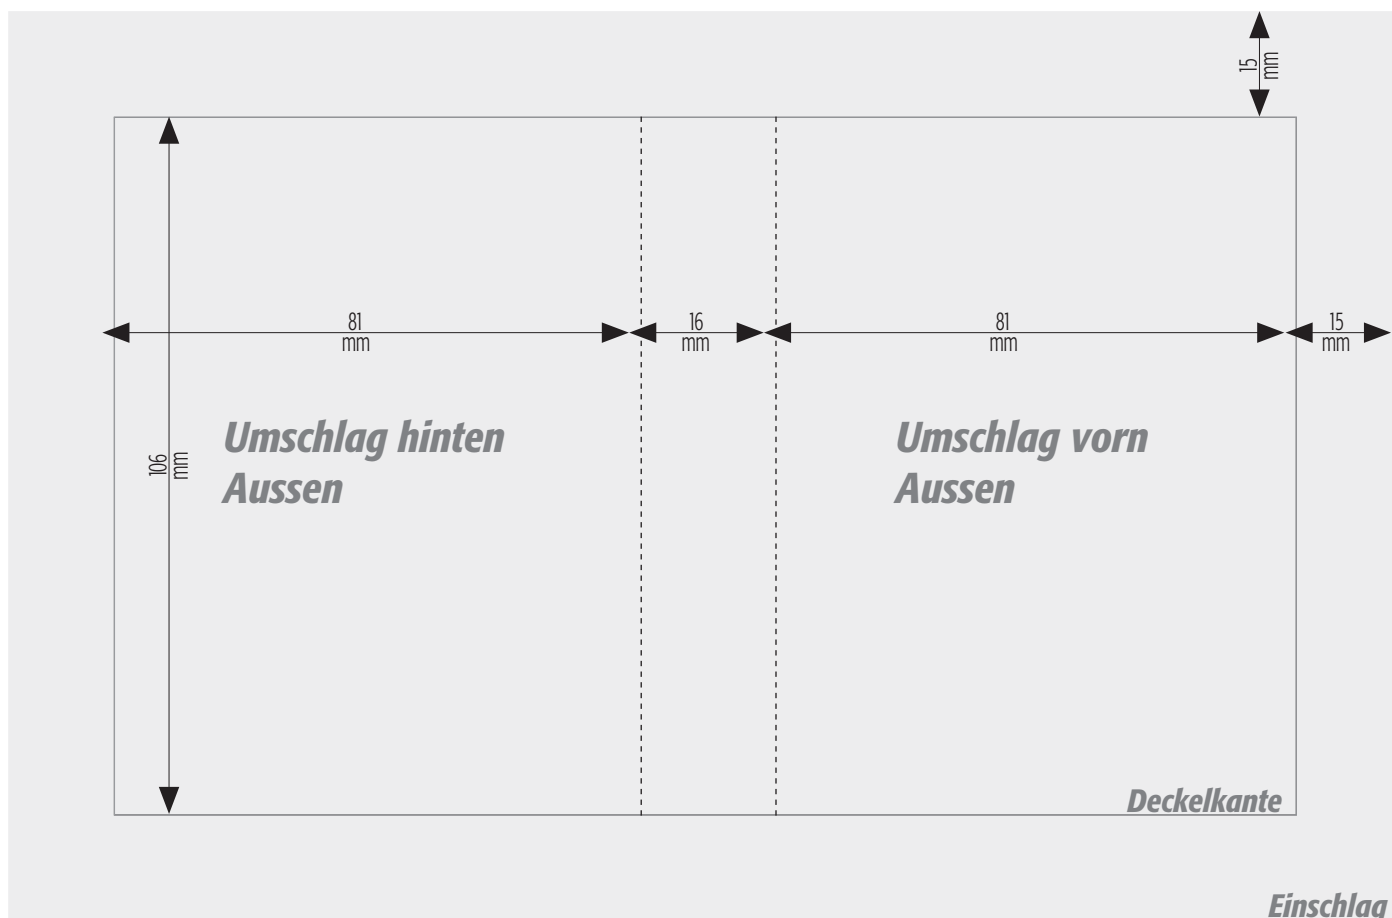 15
mm
81
mm
16
mm
81
mm
15
mm
Umschlag hinten
Aussen
Umschlag vorn
Aussen
106
mm
Deckelkante
Einschlag